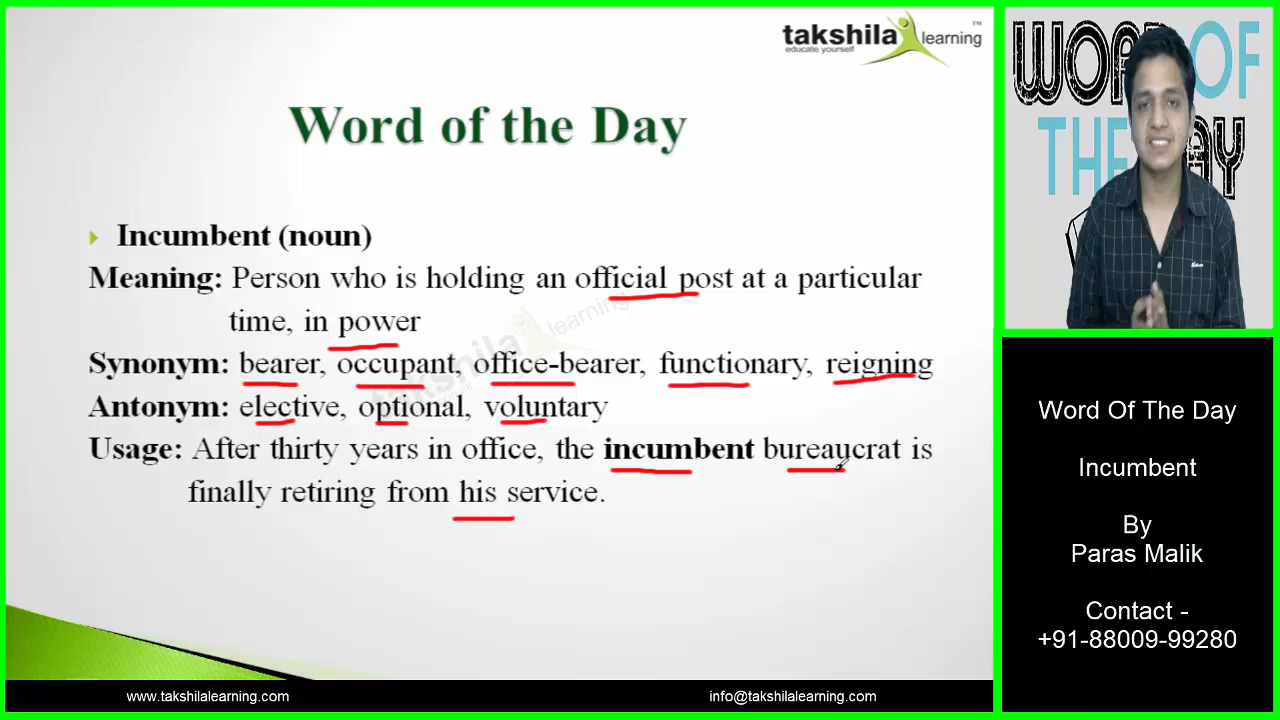 takshila learning
TM
educate yourself
Word of the Day
Incumbent (noun)
Meaning: Person who is holding an official post at a particular
time, in power
Synonym: bearer, occupant, office-bearer, functionary, reigning
Antonym: elective, optional, voluntary
Usage: After thirty years in office, the incumbent bureaucrat is
finally retiring from his service.
takshila learning
www.takshilalearning.com
info@takshilalearning.com
WORD OF
THE DAY
Word Of The Day
Incumbent
By
Paras Malik
Contact -
+91-88009-99280